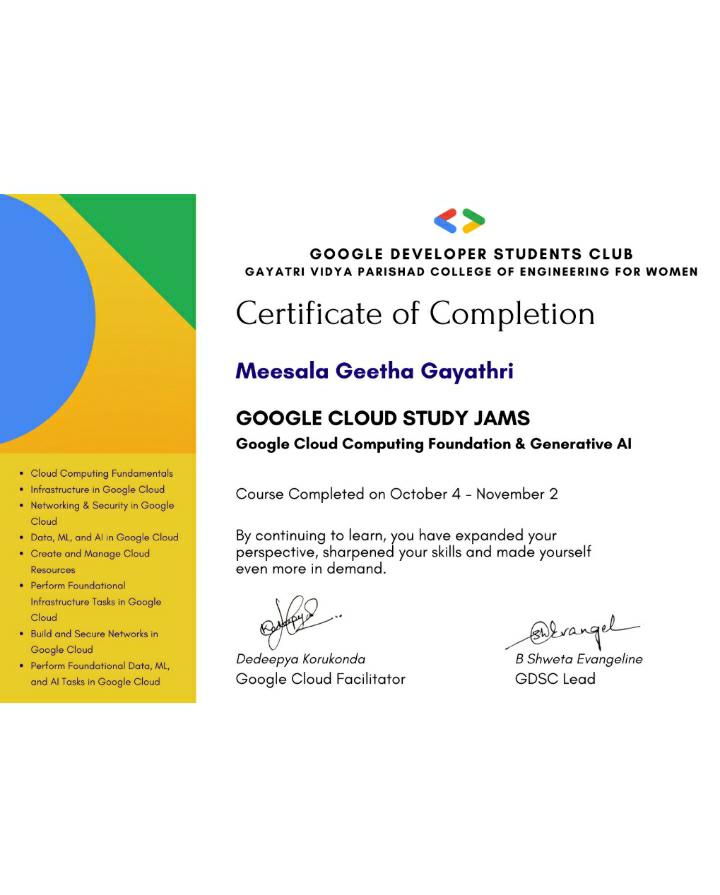 GOOGLE DEVELOPER STUDENTS CLUB
GAYATRI VIDYA PARISHAD COLLEGE OF ENGINEERING FOR WOMEN
Certificate of Completion
Meesala Geetha Gayathri
GOOGLE CLOUD STUDY JAMS
Google Cloud Computing Foundation & Generative AI
Course Completed on October 4 - November 2
By continuing to learn, you have expanded your
perspective, sharpened your skills and made yourself
even more in demand.
Dedeepya Korukonda
Google Cloud Facilitator
B Shweta Evangeline
GDSC Lead
• Cloud Computing Fundamentals
• Infrastructure in Google Cloud
• Networking & Security in Google
Cloud
• Data, ML, and AI in Google Cloud
• Create and Manage Cloud
Resources
• Perform Foundational
Infrastructure Tasks in Google
Cloud
• Build and Secure Networks in
Google Cloud
• Perform Foundational Data, ML,
and AI Tasks in Google Cloud